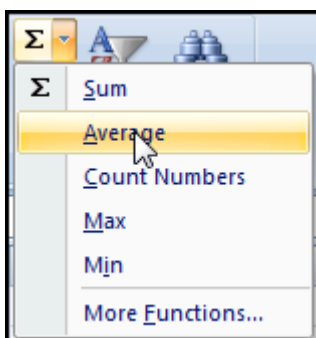 Σ
Σ Sum
Average
Count Numbers
Max
Min
More Functions...